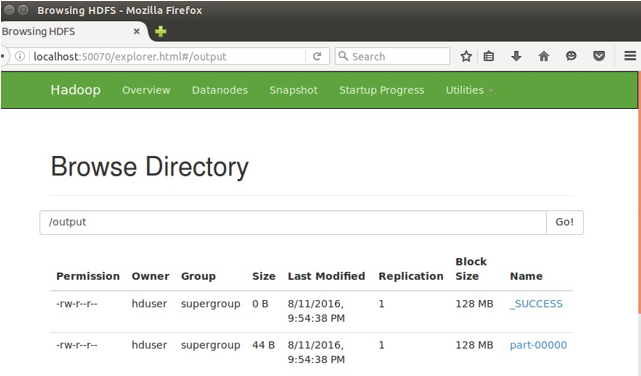 Browsing HDFS - Mozilla Firefox
Browsing HDFS
localhost:50070/explorer.html#/output
Search
Hadoop Overview Datanodes Snapshot Startup Progress Utilities
Browse Directory
/output Go!
Permission Owner Group Size Last Modified Replication Block Size Name
-rw-r--r-- hduser supergroup 0 B 8/11/2016, 9:54:38 PM 1 128 MB _SUCCESS
-rw-r--r-- hduser supergroup 44 B 8/11/2016, 9:54:38 PM 1 128 MB part-00000